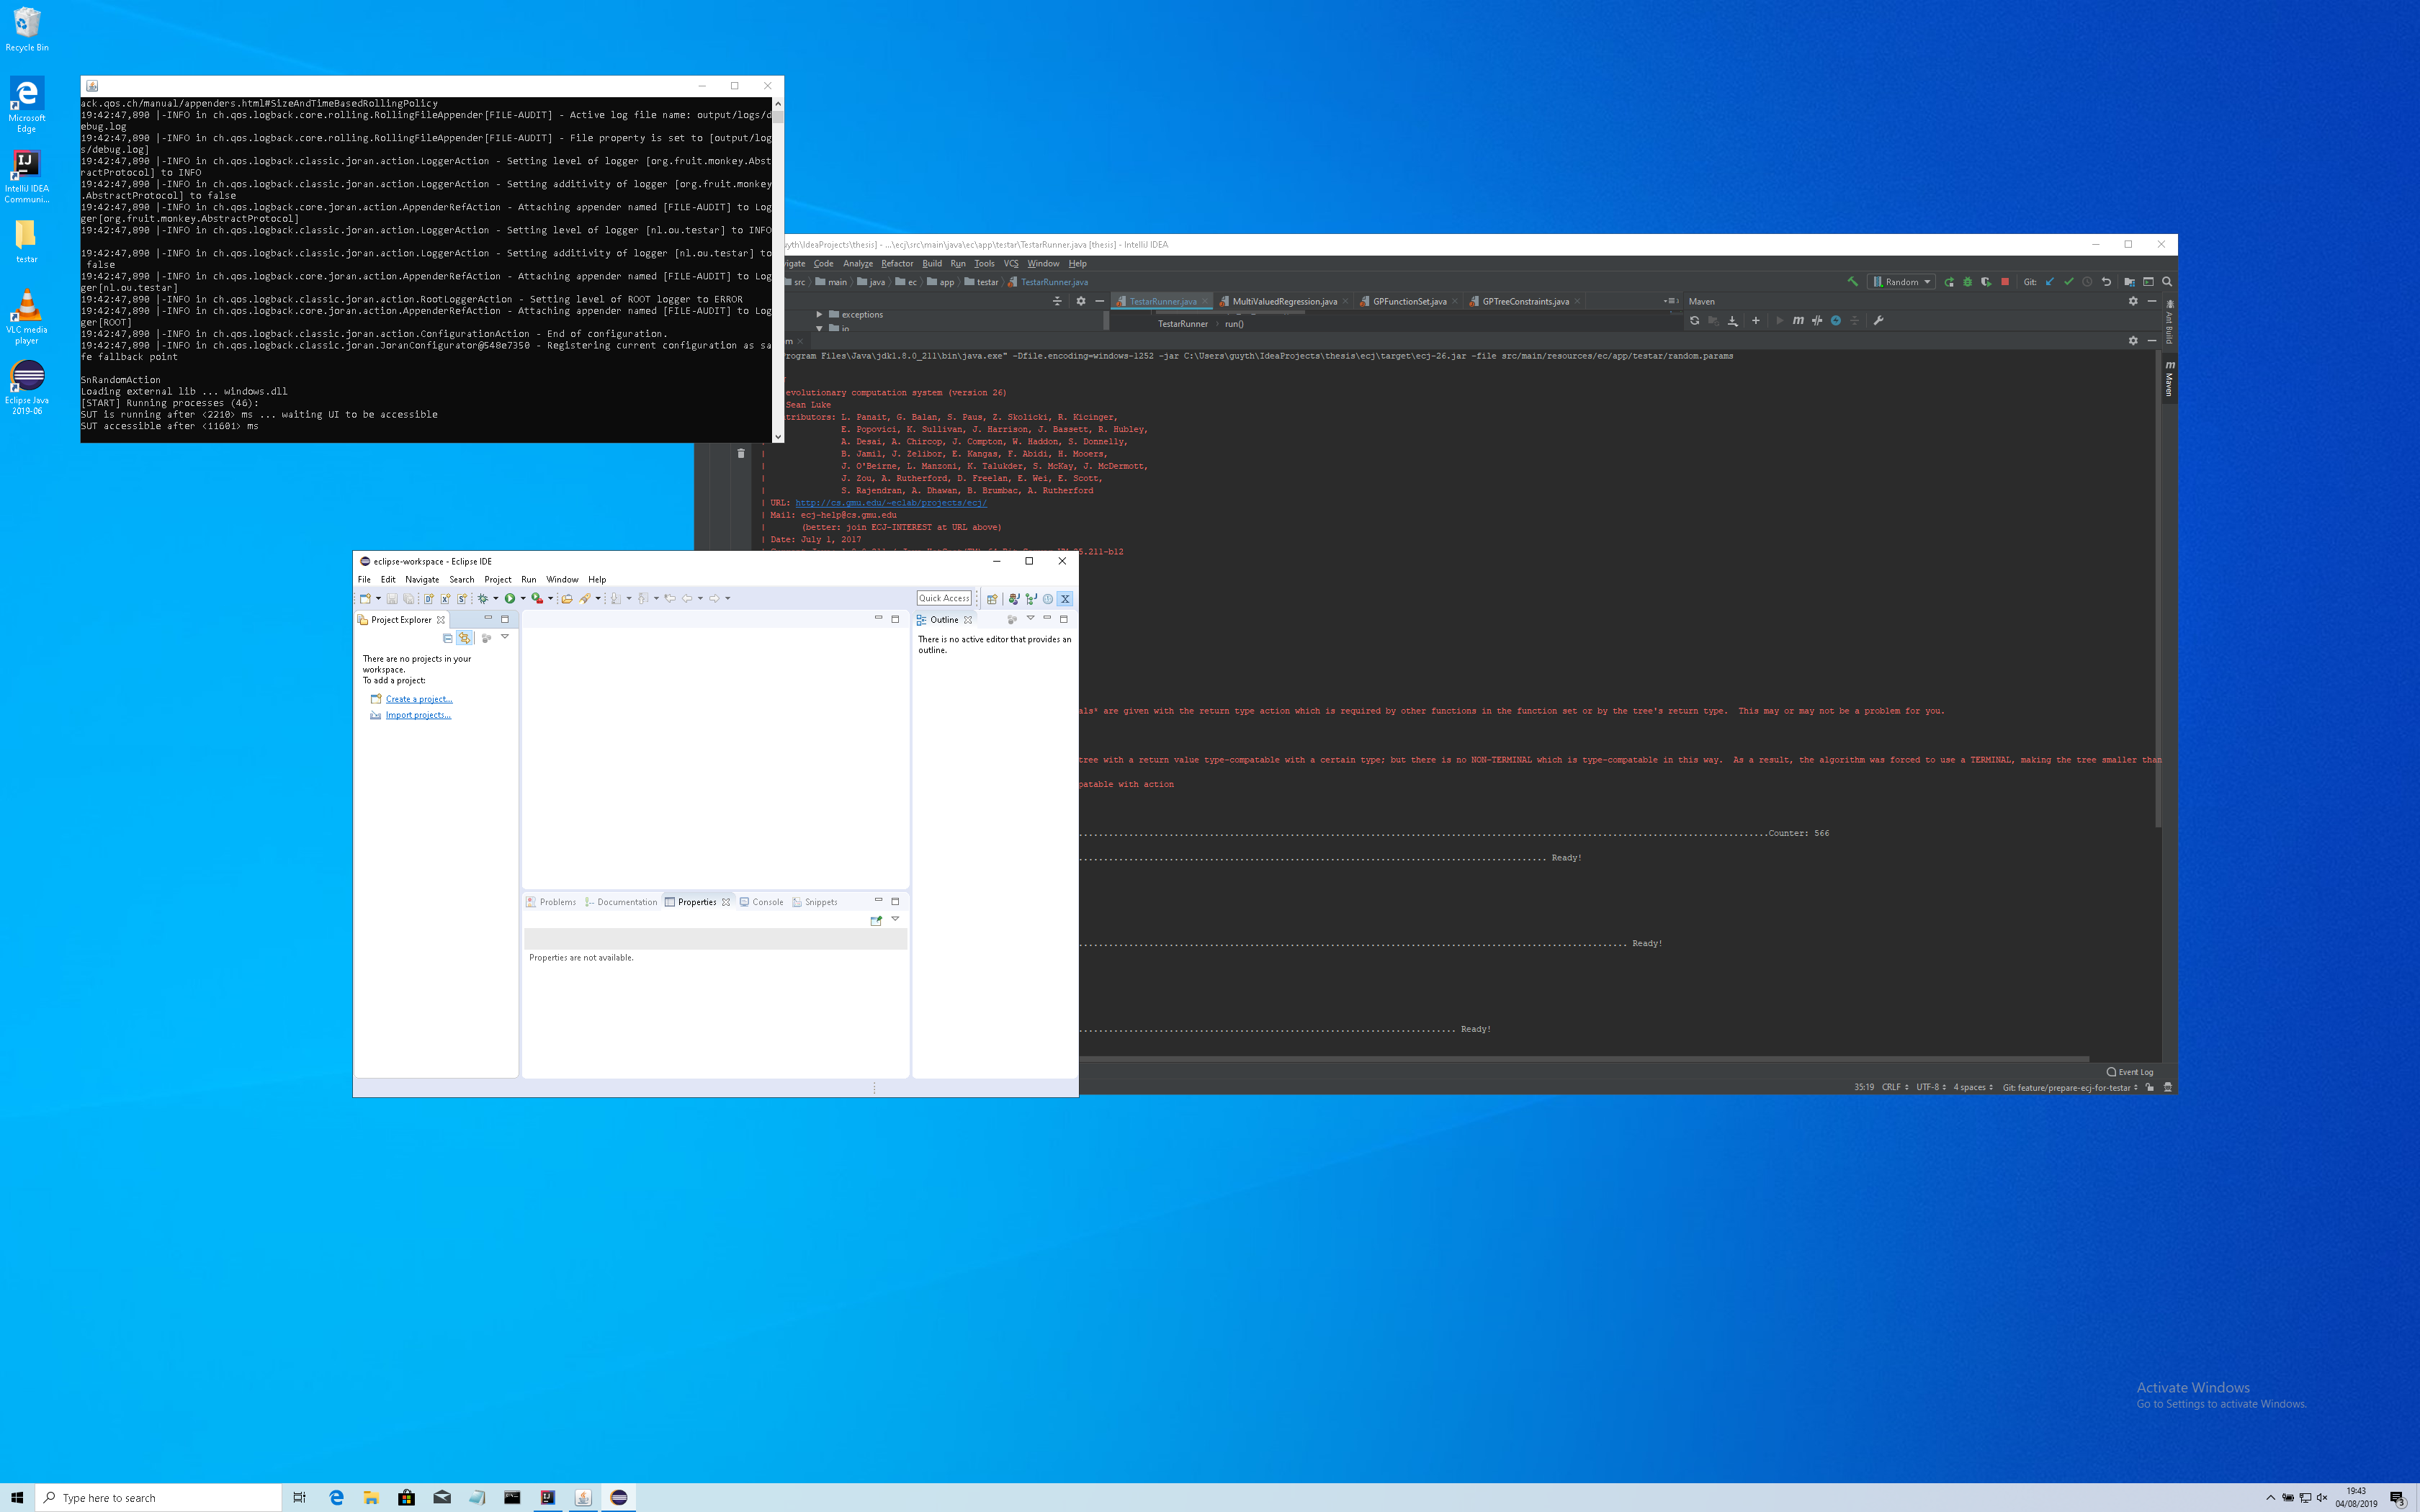 Recycle Bin
Microsoft
Edge
IntelliJ IDEA
Communi...
testar
VLC media
player
Eclipse Java
2019-06
ack.qos.ch/manual/appenders.html#SizeAndTimeBasedRollingPolicy
19:42:47,890 |-INFO in ch.qos.logback.core.rolling.RollingFileAppender[FILE-AUDIT] - Active log file name: output/logs/d
ebug.log
19:42:47,890 |-INFO in ch.qos.logback.core.rolling.RollingFileAppender[FILE-AUDIT] - File property is set to [output/log
s/debug.log]
19:42:47,890 |-INFO in ch.qos.logback.classic.joran.action.LoggerAction - Setting level of logger [org.fruit.monkey.Abst
ractProtocol] to INFO
19:42:47,890 |-INFO in ch.qos.logback.classic.joran.action.LoggerAction - Setting additivity of logger [org.fruit.monkey
.AbstractProtocol] to false
19:42:47,890 |-INFO in ch.qos.logback.core.joran.action.AppenderRefAction - Attaching appender named [FILE-AUDIT] to Log
ger[org.fruit.monkey.AbstractProtocol]
19:42:47,890 |-INFO in ch.qos.logback.classic.joran.action.LoggerAction - Setting level of logger [nl.ou.testar] to INFO
19:42:47,890 |-INFO in ch.qos.logback.classic.joran.action.LoggerAction - Setting additivity of logger [nl.ou.testar] to
false
19:42:47,890 |-INFO in ch.qos.logback.core.joran.action.AppenderRefAction - Attaching appender named [FILE-AUDIT] to Log
ger[nl.ou.testar]
19:42:47,890 |-INFO in ch.qos.logback.classic.joran.action.RootLoggerAction - Setting level of ROOT logger to ERROR
19:42:47,890 |-INFO in ch.qos.logback.core.joran.action.AppenderRefAction - Attaching appender named [FILE-AUDIT] to Log
ger[ROOT]
19:42:47,890 |-INFO in ch.qos.logback.classic.joran.action.ConfigurationAction - End of configuration.
19:42:47,890 |-INFO in ch.qos.logback.classic.joran.JoranConfigurator@548e7350 - Registering current configuration as sa
fe fallback point
SnRandomAction
Loading external lib ... windows.dll
[START] Running processes (46):
SUT is running after <2210> ms ... waiting UI to be accessible
SUT accessible after <11601> ms
yth\IdeaProjects\thesis] - ...\ecj\src\main\java\ec\app\testar\TestarRunner.java [thesis] - IntelliJ IDEA
igate Code Analyze Refactor Build Run Tools VCS Window Help
src main java ec app testar TestarRunner.java Random Git:
TestarRunner.java MultiValuedRegression.java GPFunctionSet.java GPTreeConstraints.java Maven
exceptions
TestarRunner run()
Ant Build
Maven
rogram Files\Java\jdk1.8.0_211\bin\java.exe" -Dfile.encoding=windows-1252 -jar C:\Users\guyth\IdeaProjects\thesis\ecj\target\ecj-26.jar -file src/main/resources/ec/app/testar/random.params
evolutionary computation system (version 26)
Sean Luke
tributors: L. Panait, G. Balan, S. Paus, Z. Skolicki, R. Kicinger,
| E. Popovici, K. Sullivan, J. Harrison, J. Bassett, R. Hubley,
| A. Desai, A. Chircop, J. Compton, W. Haddon, S. Donnelly,
| B. Jamil, J. Zelibor, E. Kangas, F. Abidi, H. Mooers,
| J. O'Beirne, L. Manzoni, K. Talukder, S. McKay, J. McDermott,
| J. Zou, A. Rutherford, D. Freelan, E. Wei, E. Scott,
| S. Rajendran, A. Dhawan, B. Brumbac, A. Rutherford
| URL: http://cs.gmu.edu/~eclab/projects/ecj/
| Mail: ecj-help@cs.gmu.edu
| (better: join ECJ-INTEREST at URL above)
| Date: July 1, 2017
5.211-b12
als* are given with the return type action which is required by other functions in the function set or by the tree's return type. This may or may not be a problem for you.
tree with a return value type-compatable with a certain type; but there is no NON-TERMINAL which is type-compatable in this way. As a result, the algorithm was forced to use a TERMINAL, making the tree smaller than
patable with action
Counter: 566
Ready!
Ready!
Ready!
Event Log
35:19 CRLF UTF-8 4 spaces Git: feature/prepare-ecj-for-testar
eclipse-workspace - Eclipse IDE
File Edit Navigate Search Project Run Window Help
Quick Access
Project Explorer
There are no projects in your
workspace.
To add a project:
Create a project...
Import projects...
Outline
There is no active editor that provides an
outline.
Problems Documentation Properties Console Snippets
Properties are not available.
Activate Windows
Go to Settings to activate Windows.
Type here to search
19:43
04/08/2019
3